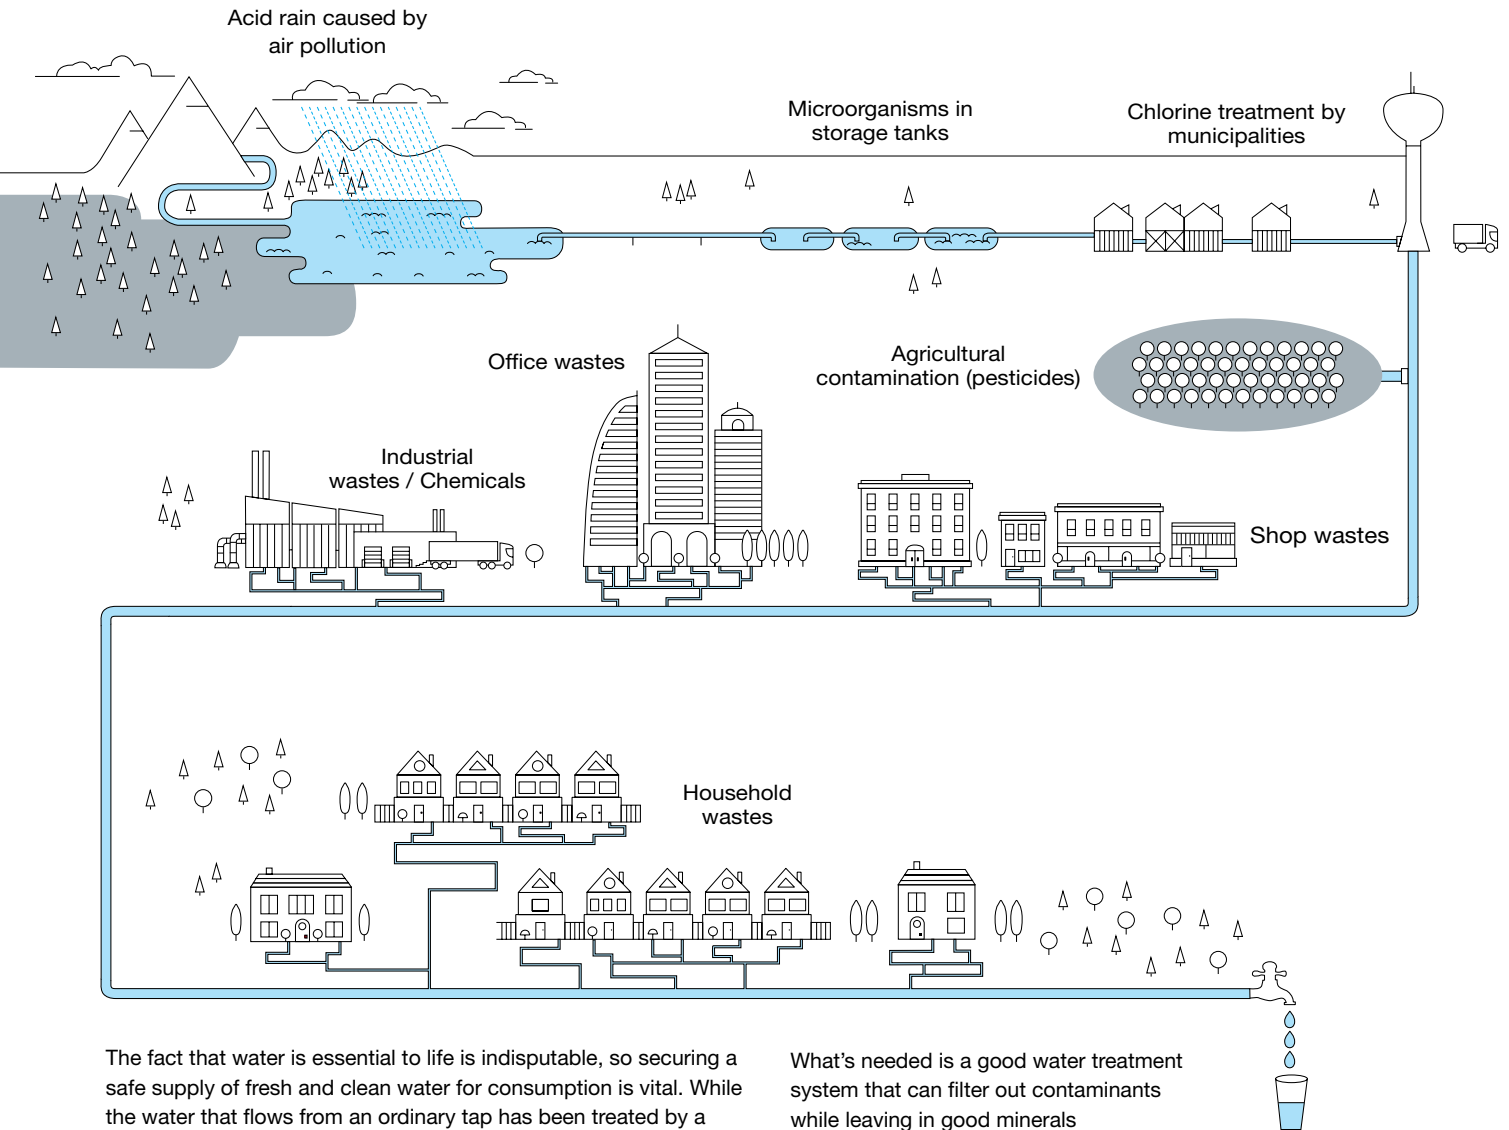 Acid rain caused by
air pollution
Microorganisms in
storage tanks
Chlorine treatment by
municipalities
Office wastes
Agricultural
contamination (pesticides)
Industrial
wastes / Chemicals
Shop wastes
Household
wastes
The fact that water is essential to life is indisputable, so securing a
safe supply of fresh and clean water for consumption is vital. While
the water that flows from an ordinary tap has been treated by a
What’s needed is a good water treatment
system that can filter out contaminants
while leaving in good minerals